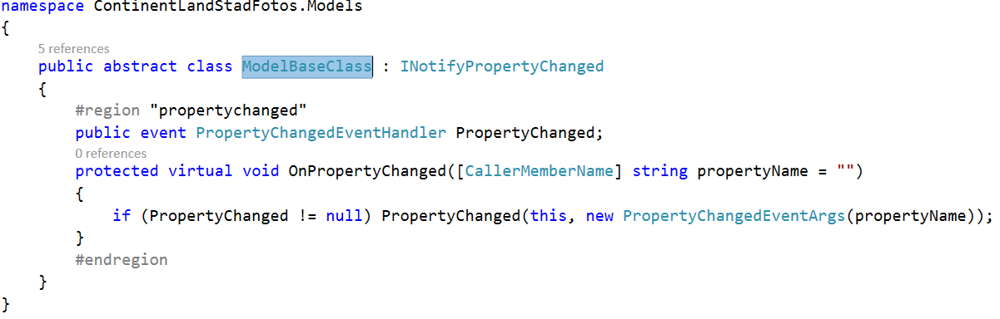 namespace ContinentLandStadFotos.Models
{
5 references
public abstract class ModelBaseClass : INotifyPropertyChanged
{
#region "propertychanged"
public event PropertyChangedEventHandler PropertyChanged;
0 references
protected virtual void OnPropertyChanged([CallerMemberName] string propertyName = "")
{
if (PropertyChanged != null) PropertyChanged(this, new PropertyChangedEventArgs(propertyName));
}
#endregion
}
}